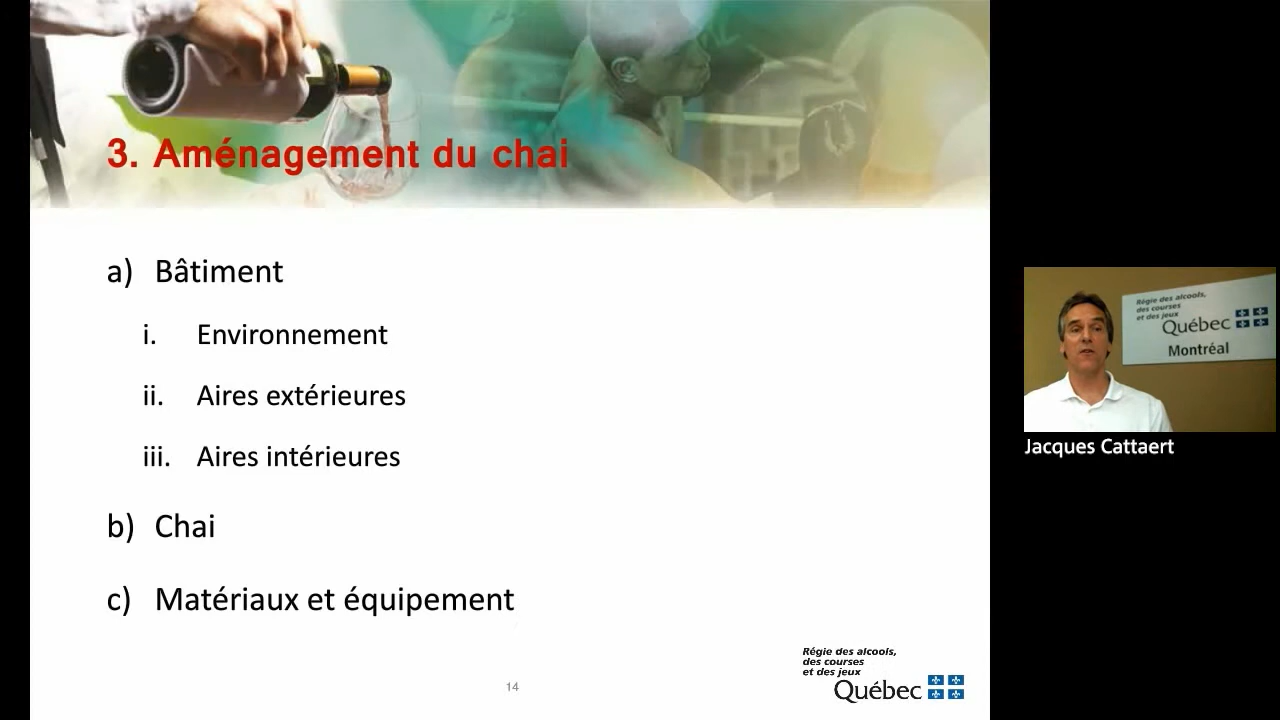 3. Aménagement du chai
a) Bâtiment
i. Environnement
ii. Aires extérieures
iii. Aires intérieures
b) Chai
c) Matériaux et équipement
14
Régie des alcools,
des courses
et des jeux
Québec
Régie des alcools,
des courses
et des jeux
Québec
Montréal
Jacques Cattaert